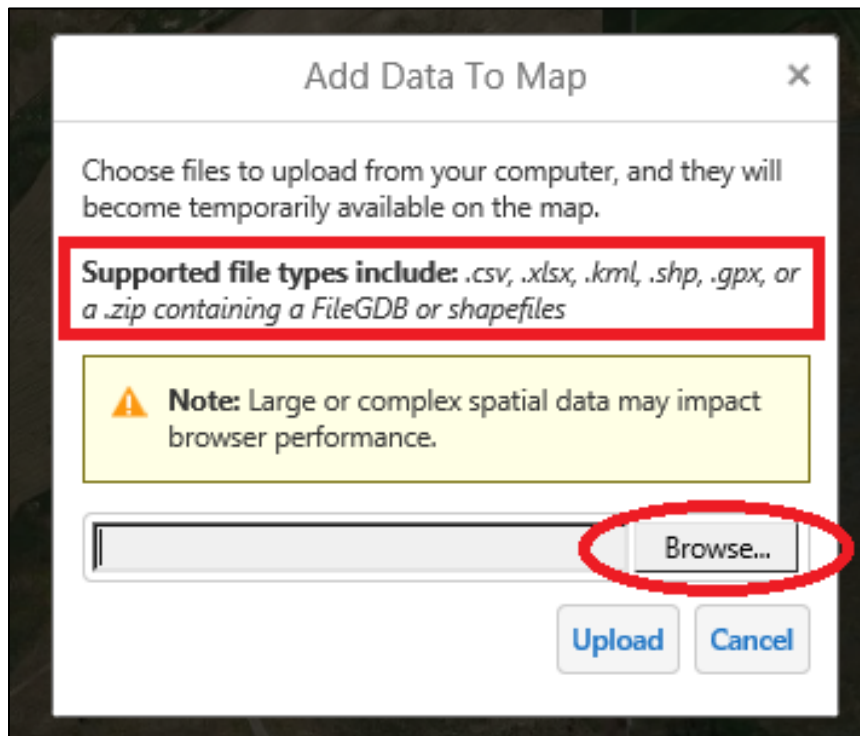 Add Data To Map ×
Choose files to upload from your computer, and they will
become temporarily available on the map.
Supported file types include: .csv, .xlsx, .kml, .shp, .gpx, or
a .zip containing a FileGDB or shapefiles
Note: Large or complex spatial data may impact
browser performance.
Browse...
Upload Cancel